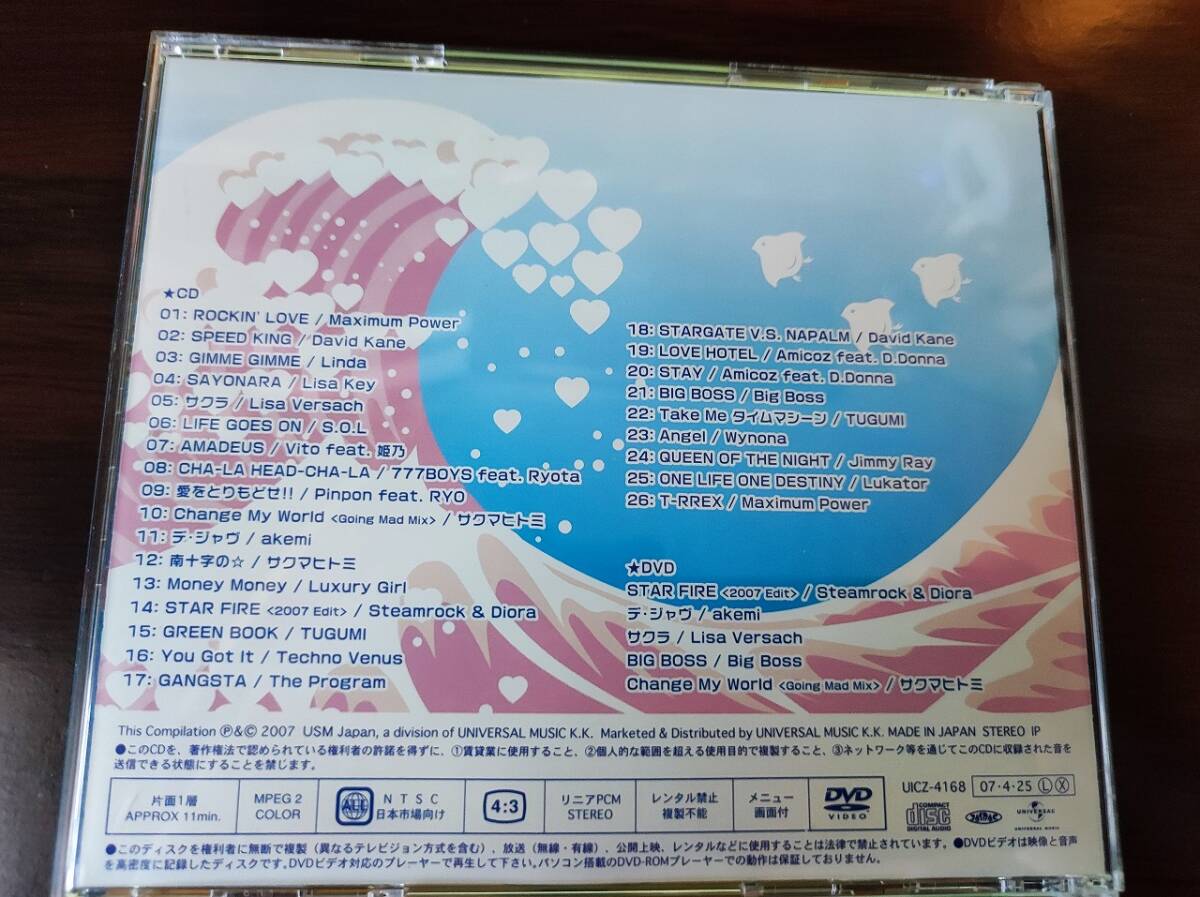 ★CD
01: ROCKIN' LOVE / Maximum Power
02: SPEED KING / David Kane
03: GIMME GIMME / Linda
04: SAYONARA / Lisa Key
05: サクラ / Lisa Versach
06: LIFE GOES ON / S.O.L
07: AMADEUS / Vito feat. 姫乃
08: CHA-LA HEAD-CHA-LA / 777BOYS feat. Ryota
09: 愛をとりもどせ!! / Pinpon feat. RYO
10: Change My World <Going Mad Mix> / サクマヒトミ
11: デ・ジャヴ / akemi
12: 南十字の☆ / サクマヒトミ
13: Money Money / Luxury Girl
14: STAR FIRE <2007 Edit> / Steamrock & Diora
15: GREEN BOOK / TUGUMI
16: You Got It / Techno Venus
17: GANGSTA / The Program
18: STARGATE V.S. NAPALM / David Kane
19: LOVE HOTEL / Amicoz feat. D.Donna
20: STAY / Amicoz feat. D.Donna
21: BIG BOSS / Big Boss
22: Take Me タイムマシーン / TUGUMI
23: Angel / Wynona
24: QUEEN OF THE NIGHT / Jimmy Ray
25: ONE LIFE ONE DESTINY / Lukator
26: T-RREX / Maximum Power
★DVD
STAR FIRE <2007 Edit> / Steamrock & Diora
デ・ジャヴ / akemi
サクラ / Lisa Versach
BIG BOSS / Big Boss
Change My World <Going Mad Mix> / サクマヒトミ
This Compilation ℗&© 2007 USM Japan, a division of UNIVERSAL MUSIC K.K. Marketed & Distributed by UNIVERSAL MUSIC K.K. MADE IN JAPAN STEREO IP
●このCDを、著作権法で認められている権利者の許諾を得ずに、①賃貸業に使用すること、②個人的な範囲を超える使用目的で複製すること、③ネットワーク等を通じてこのCDに収録された音を
送信できる状態にすることを禁じます。
片面1層
APPROX 11min.
MPEG 2
COLOR
ALL
NTSC
日本市場向け
4:3
リニアPCM
STEREO
レンタル禁止
複製不能
メニュー
画面付
DVD
VIDEO
UICZ-4168 07・4・25 Ⓛ Ⓧ
COMPACT
disc
DIGITAL AUDIO
UNIVERSAL
UNIVERSAL MUSIC
●このディスクを権利者に無断で複製(異なるテレビジョン方式を含む)、放送(無線・有線)、公開上映、レンタルなどに使用することは法律で禁止されています。●DVDビデオは映像と音声
を高密度に記録したディスクです。DVDビデオ対応のプレーヤーで再生して下さい。パソコン搭載のDVD-ROMプレーヤーでの動作は保証しておりません。